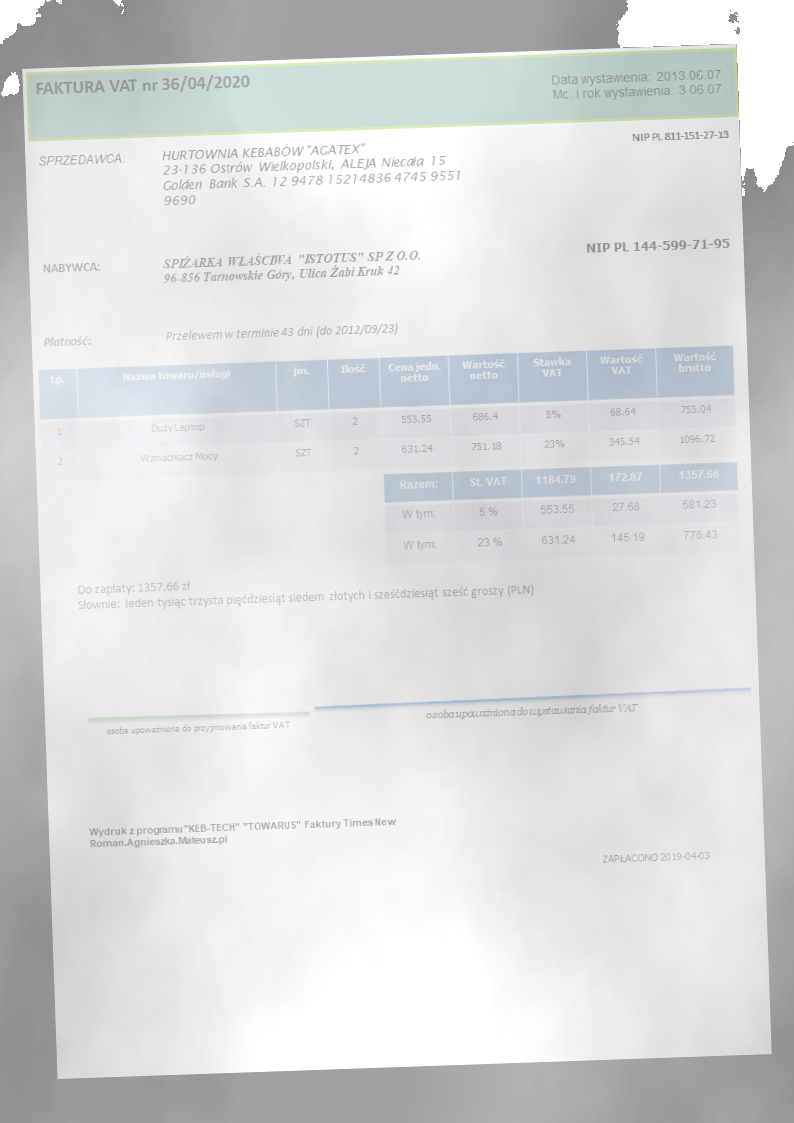 FAKTURA VAT nr 36/04/2020
Data wystawienia: 2013.06.07
Mc. i rok wystawienia: 3.06.07
NIP PL 811-151-27-13
SPRZEDAWCA:
HURTOWNIA KEBABÓW "AGATEX"
23-136 Ostrów Wielkopolski, ALEJA Niecała 15
Golden Bank S.A. 12 9478 15214836 4745 9551
9690
NIP PL 144-599-71-95
NABYWCA:
SPIŻARKA WŁAŚCIWA "ISTOTUS" SP Z O.O.
96-856 Tarnowskie Góry, Ulica Żabi Kruk 42
Płatność:
Przelewem w terminie 43 dni (do 2012/09/23)
Lp. Nazwa towaru/usługi jm. Ilość Cena jedn. netto Wartość netto Stawka VAT Wartość VAT Wartość brutto
1 Duży Laptop SZT 2 553.55 686.4 5% 68.64 755.04
2 Wzmacniacz Mocy SZT 2 631.24 751.18 23% 345.54 1096.72
Razem: St. VAT 1184.79 172.87 1357.66
W tym: 5 % 553.55 27.68 581.23
W tym: 23 % 631.24 145.19 776.43
Do zapłaty: 1357.66 zł
Słownie: Jeden tysiąc trzysta pięćdziesiąt siedem złotych i sześćdziesiąt sześć groszy (PLN)
osoba upoważniona do przyjmowania faktur VAT
osoba upoważniona do wystawiania faktur VAT
Wydruk z programu "KEB-TECH" "TOWARUS" Faktury Times New
Roman.Agnieszka.Mateusz.pl
ZAPŁACONO 2019-04-03